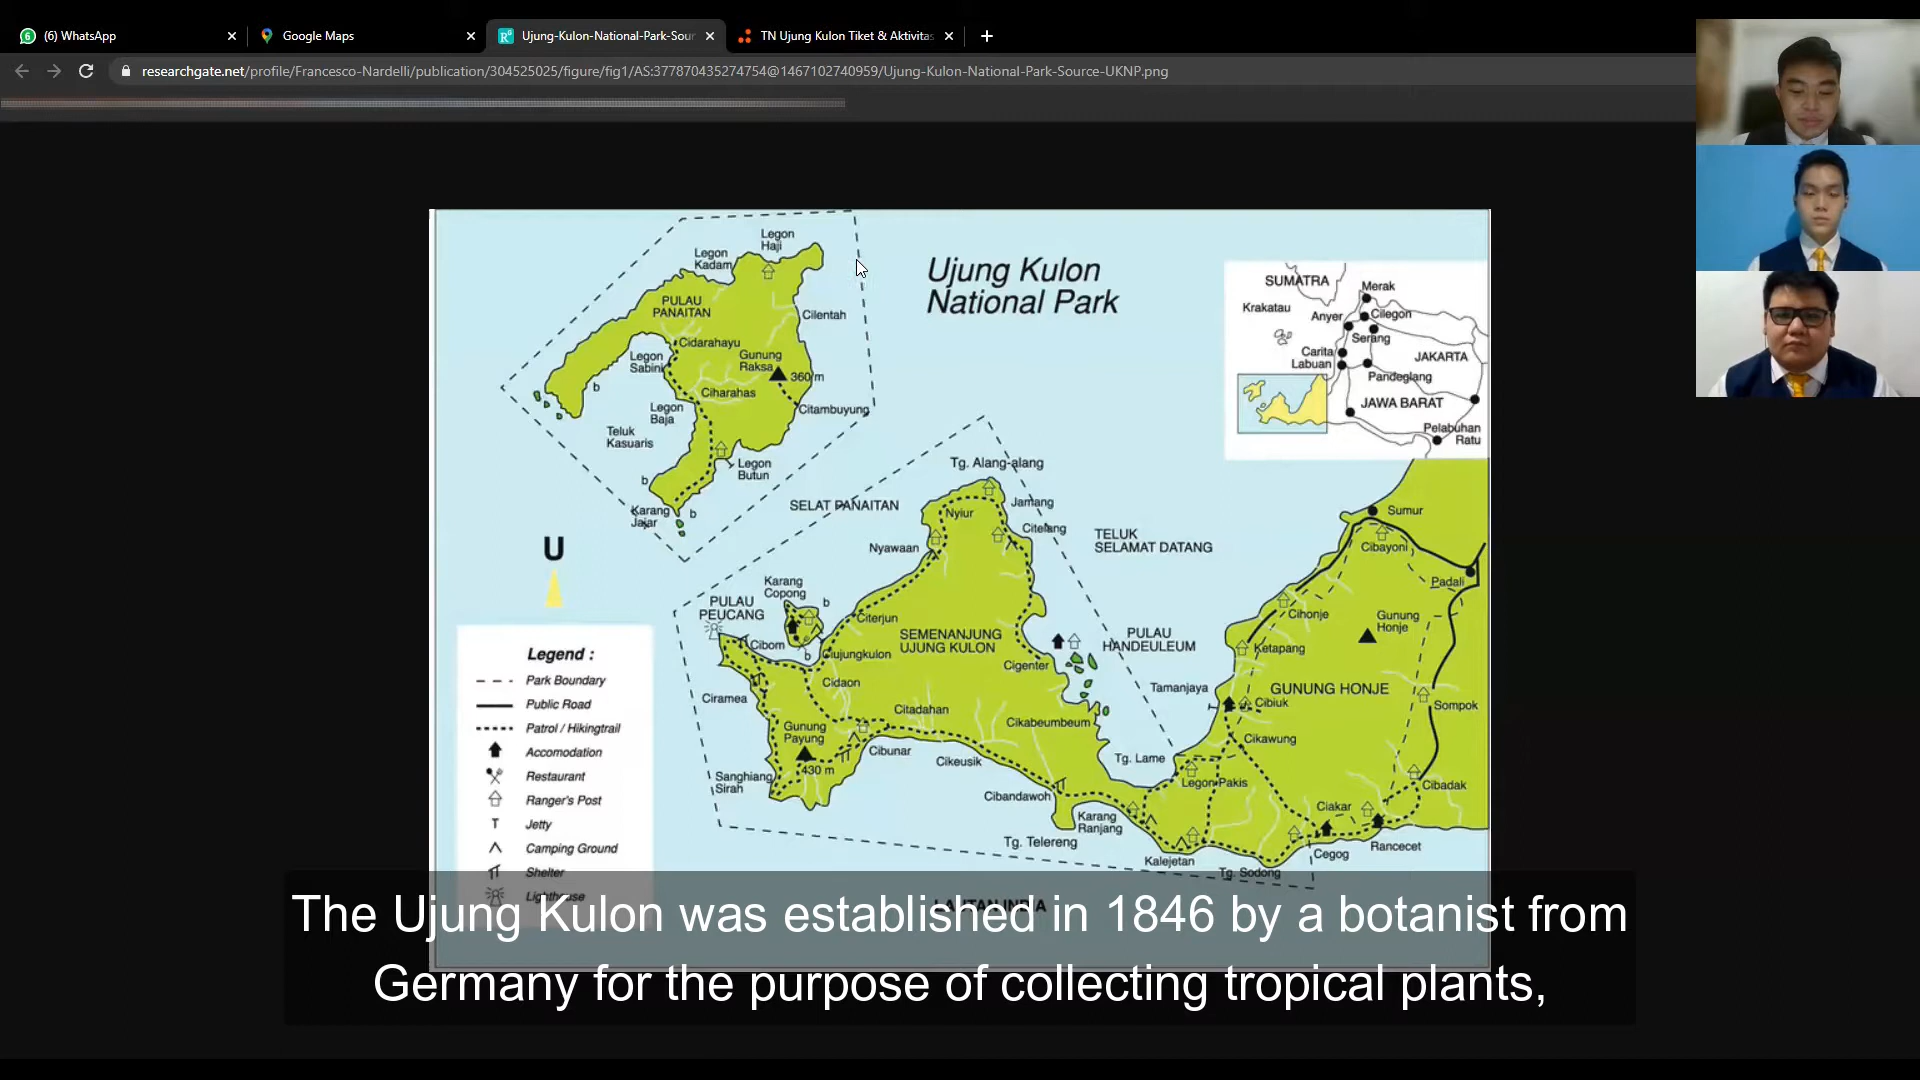 (6) WhatsApp
Google Maps
Ujung-Kulon-National-Park-Sour
TN Ujung Kulon Tiket & Aktivitas
researchgate.net/profile/Francesco-Nardelli/publication/304525025/figure/fig1/AS:377870435274754@1467102740959/Ujung-Kulon-National-Park-Source-UKNP.png
Ujung Kulon
National Park
Legon
Haji
Legon
Kadam
PULAU
PANAITAN
Cilentah
Cidarahayu
Legon
Sabini
Gunung
Raksa
360 m
Ciharahas
b
Legon
Baja
Citambuyung
Teluk
Kasuaris
Legon
Butun
b
Karang
Jajar
b
SUMATRA
Merak
Krakatau
Anyer
Cilegon
Serang
Carita
JAKARTA
Labuan
Pandeglang
JAWA BARAT
Pelabuhan
Ratu
Tg. Alang-alang
SELAT PANAITAN
Nyiur
Jamang
Citelang
Nyawaan
TELUK
SELAMAT DATANG
Sumur
Cibayoni
Padali
U
Karang
Copong
b
PULAU
PEUCANG
Citerjun
Cibom
b
Ciujungkulon
SEMENANJUNG
UJUNG KULON
Cigenter
PULAU
HANDEULEUM
Cihonje
Gunung
Honje
Ketapang
Cidaon
Ciramea
Citadahan
Tamanjaya
GUNUNG HONJE
Cibiuk
Sompok
Gunung
Payung
430 m
Cikabeumbeum
Cibunar
Cikeusik
Cikawung
Tg. Lame
Sanghiang
Sirah
Legon Pakis
Cibandawoh
Cibadak
Karang
Ranjang
Ciakar
Tg. Telereng
Rancecet
Cegog
Kalejetan
Tg. Sodong
Legend :
Park Boundary
Public Road
Patrol / Hikingtrail
Accomodation
Restaurant
Ranger's Post
Jetty
Camping Ground
Shelter
Lighthouse
LAUTAN INDIA
The Ujung Kulon was established in 1846 by a botanist from
Germany for the purpose of collecting tropical plants,